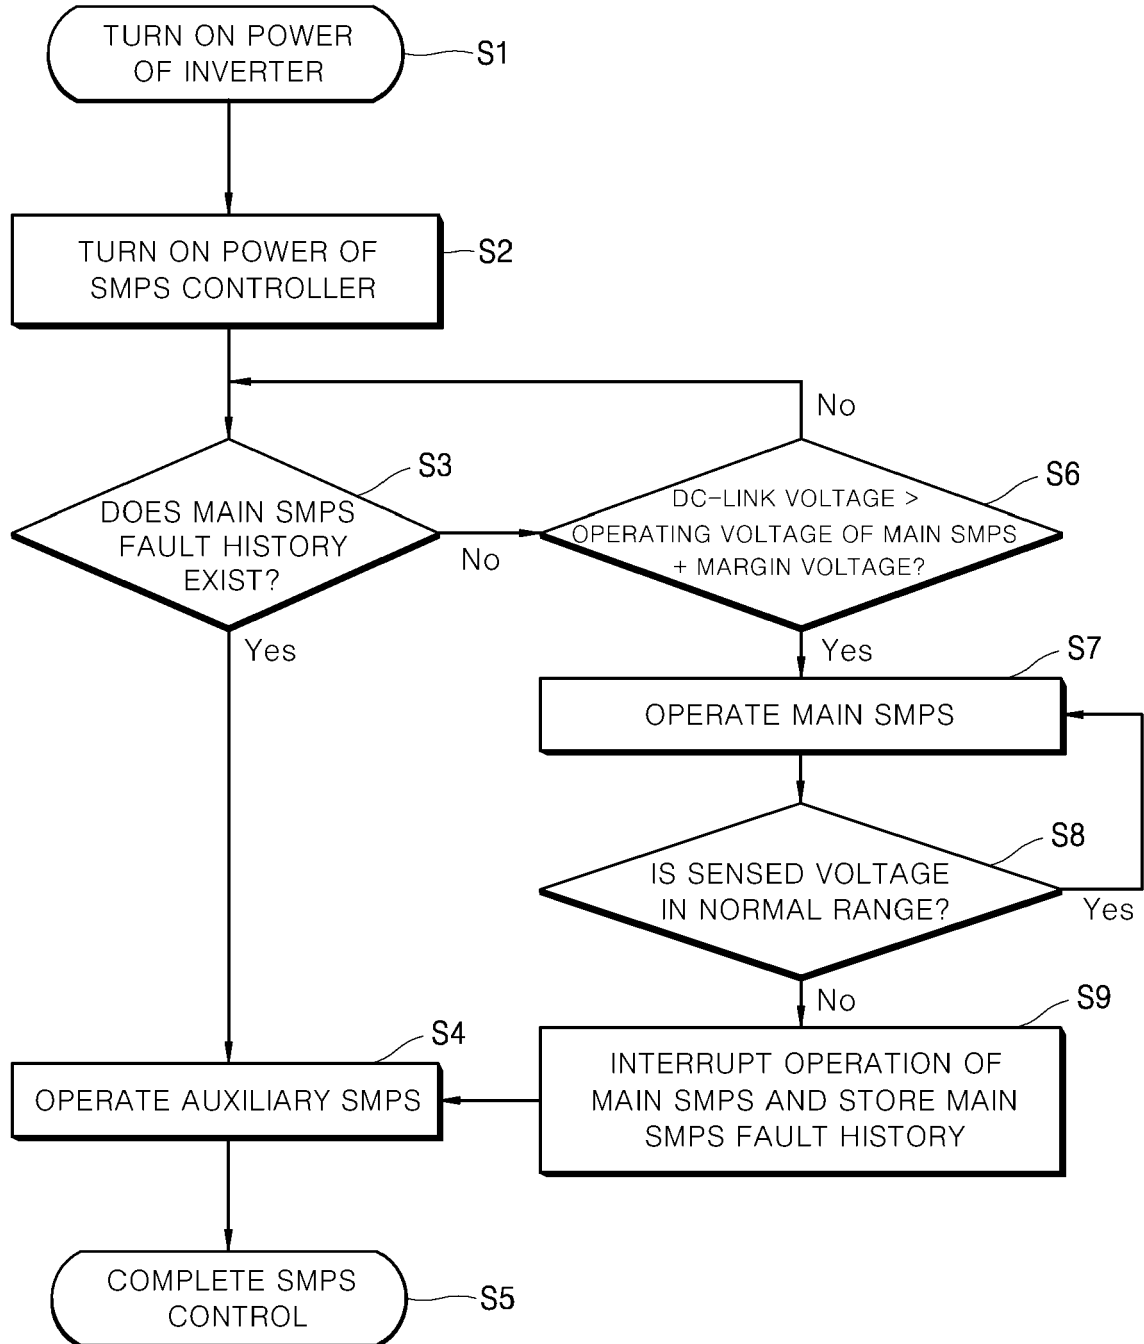 TURN ON POWER
OF INVERTER
S1
TURN ON POWER OF
SMPS CONTROLLER
S2
No
S3
DOES MAIN SMPS
FAULT HISTORY
EXIST?
No
Yes
S6
DC-LINK VOLTAGE >
OPERATING VOLTAGE OF MAIN SMPS
+ MARGIN VOLTAGE?
Yes
S7
OPERATE MAIN SMPS
S8
IS SENSED VOLTAGE
IN NORMAL RANGE?
Yes
No
S9
INTERRUPT OPERATION OF
MAIN SMPS AND STORE MAIN
SMPS FAULT HISTORY
S4
OPERATE AUXILIARY SMPS
COMPLETE SMPS
CONTROL
S5